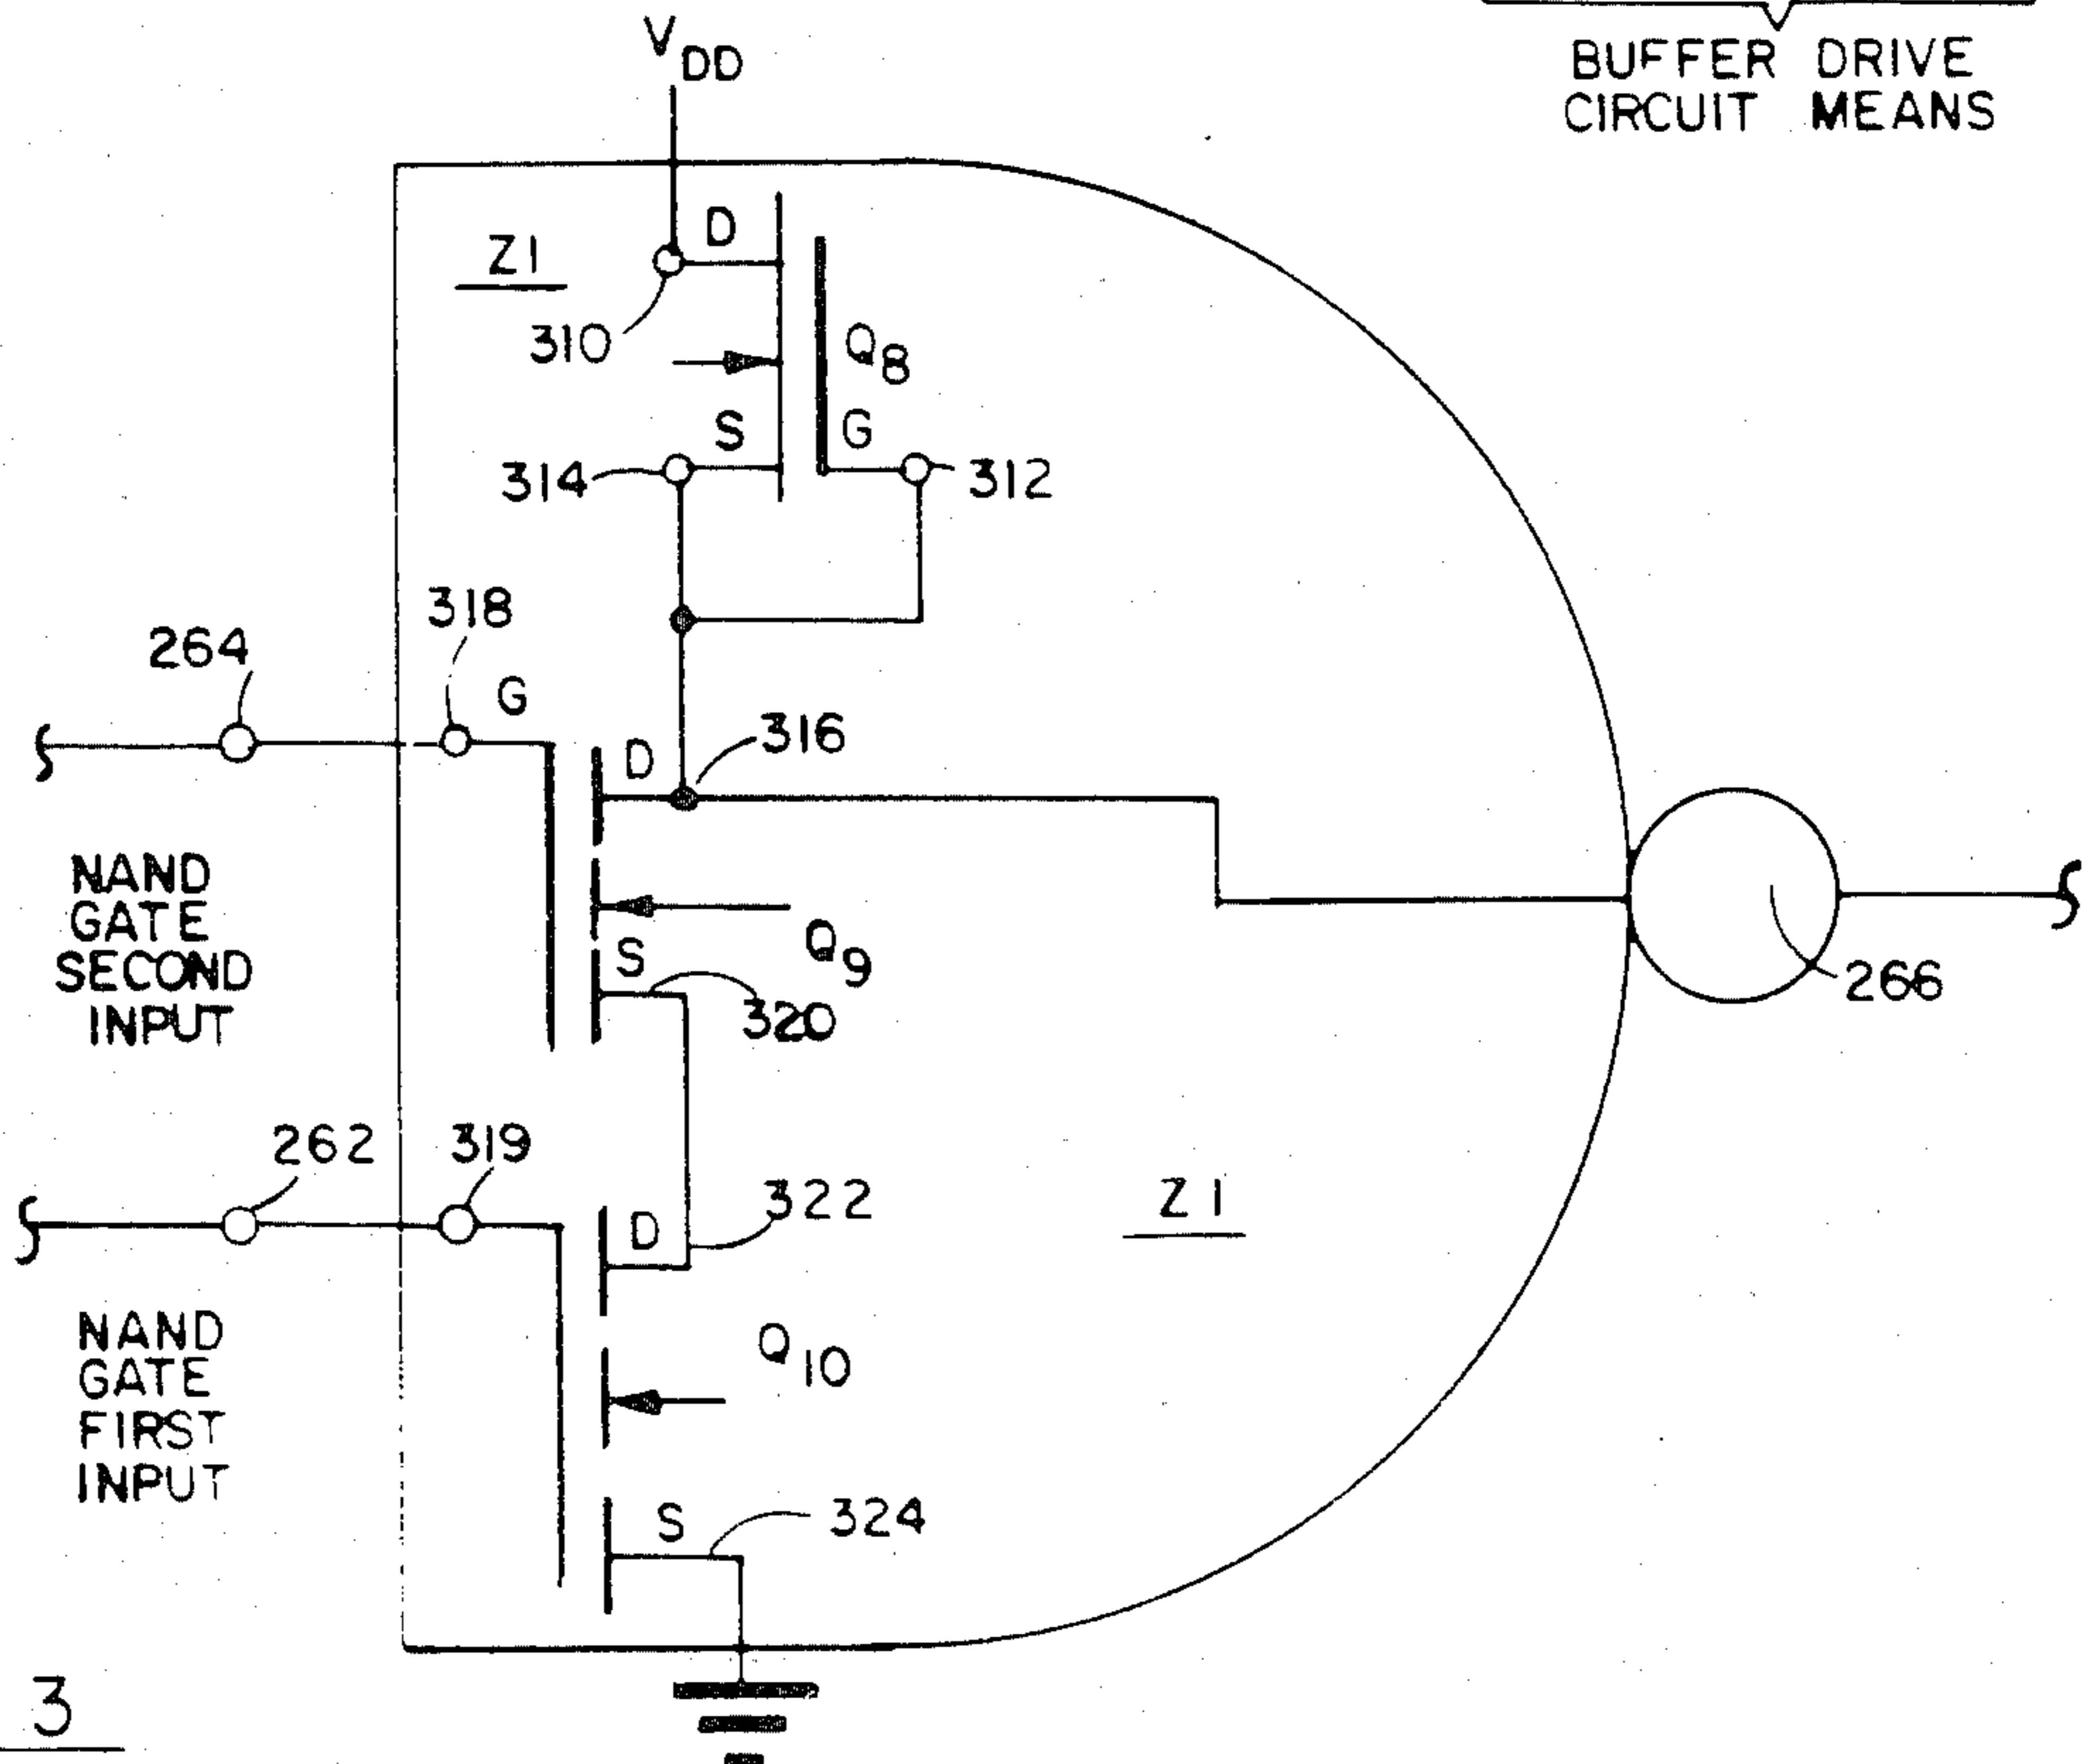 V DD
BUFFER DRIVE
CIRCUIT MEANS
D
Z1
310
Q8
S
G
314
312
318
264
G
316
D
NAND
GATE
SECOND
INPUT
S
Q9
320
266
262
319
322
D
Z1
NAND
GATE
FIRST
INPUT
Q10
S
324
3